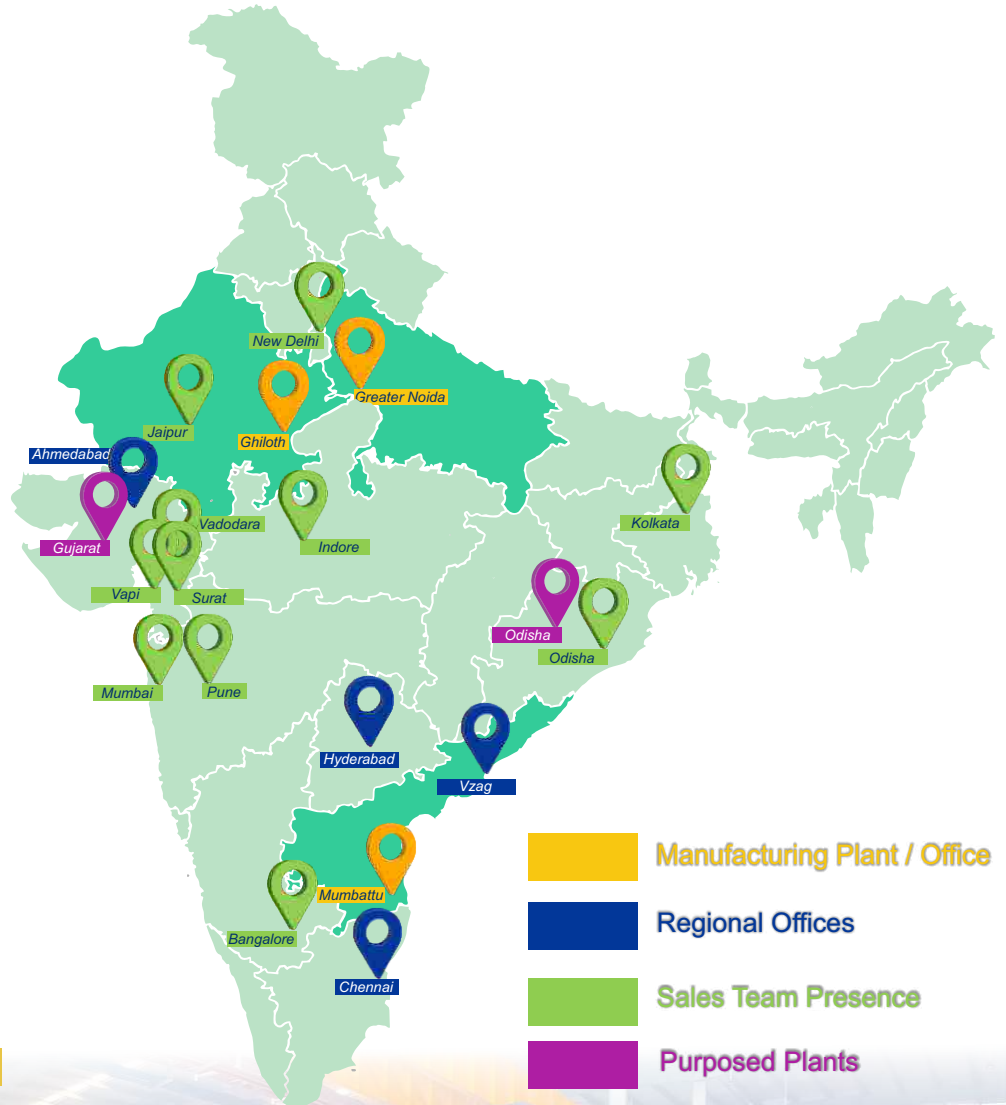 New Delhi
Greater Noida
Jaipur
Ghiloth
Ahmedabad
Vadodara
Kolkata
Gujarat
Indore
Vapi
Surat
Odisha
Odisha
Mumbai
Pune
Hyderabad
Vzag
Mumbattu
Bangalore
Chennai
Manufacturing Plant / Office
Regional Offices
Sales Team Presence
Purposed Plants